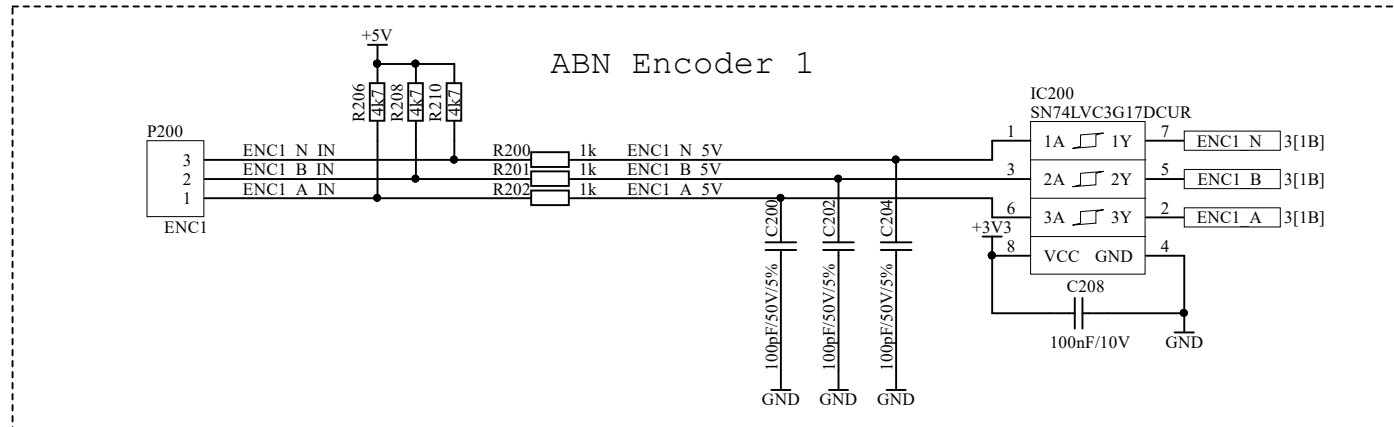 +5V
ABN Encoder 1
R206
4k7
R208
4k7
R210
4k7
IC200
SN74LVC3G17DCUR
P200
3
2
1
ENC1
ENC1_N_IN
R200
1k
ENC1_N_5V
ENC1_B_IN
R201
1k
ENC1_B_5V
ENC1_A_IN
R202
1k
ENC1_A_5V
1
1A
1Y
7
ENC1_N
3[1B]
3
2A
2Y
5
ENC1_B
3[1B]
6
3A
3Y
2
ENC1_A
3[1B]
+3V3
8
VCC
GND
4
C200
100pF/50V/5%
C202
100pF/50V/5%
C204
100pF/50V/5%
C208
100nF/10V
GND
GND
GND
GND